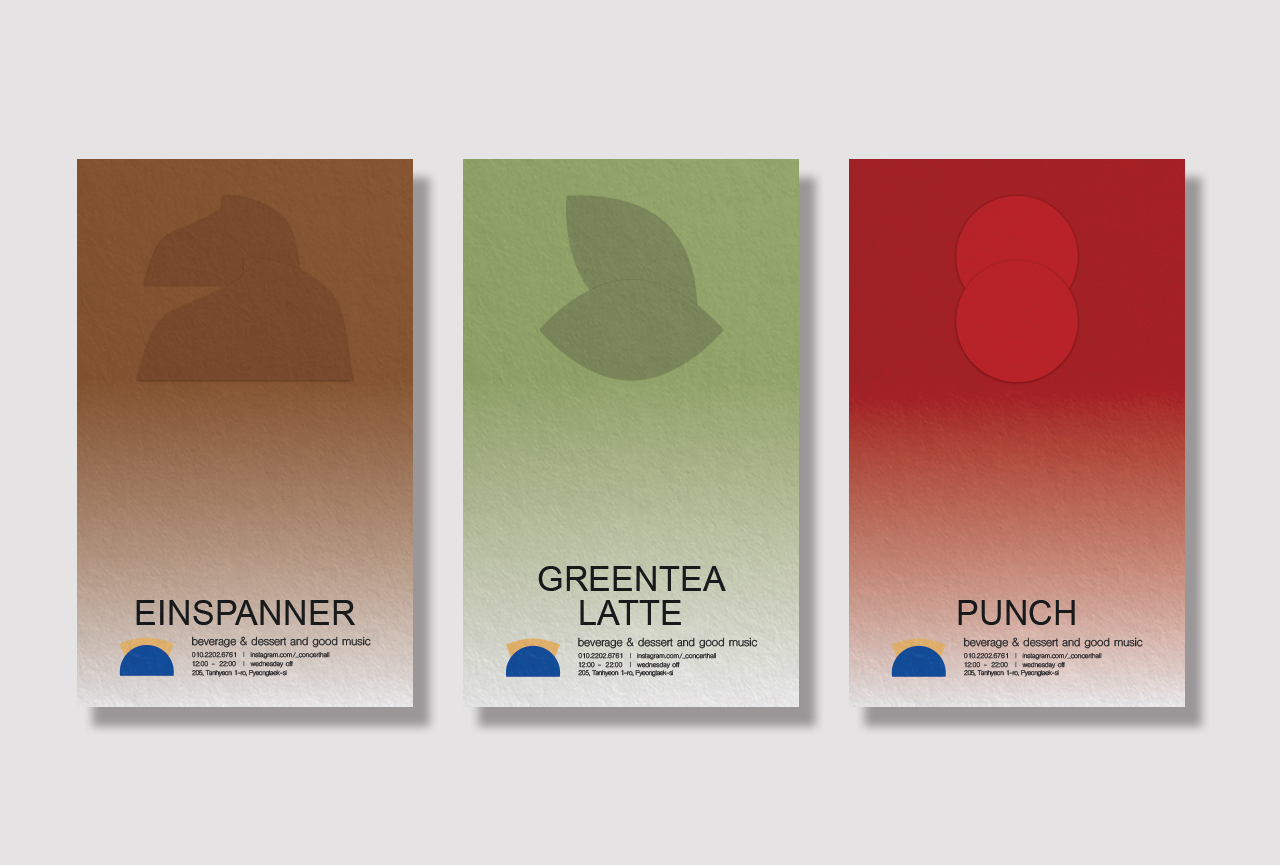 EINSPANNER
beverage & dessert and good music
010.2202.6761 | instagram.com/_concerthall
12:00 - 22:00 | wednesday off
205, Tanhyeon 1-ro, Pyeongtaek-si
GREENTEA
LATTE
beverage & dessert and good music
010.2202.6761 | instagram.com/_concerthall
12:00 - 22:00 | wednesday off
205, Tanhyeon 1-ro, Pyeongtaek-si
PUNCH
beverage & dessert and good music
010.2202.6761 | instagram.com/_concerthall
12:00 - 22:00 | wednesday off
205, Tanhyeon 1-ro, Pyeongtaek-si